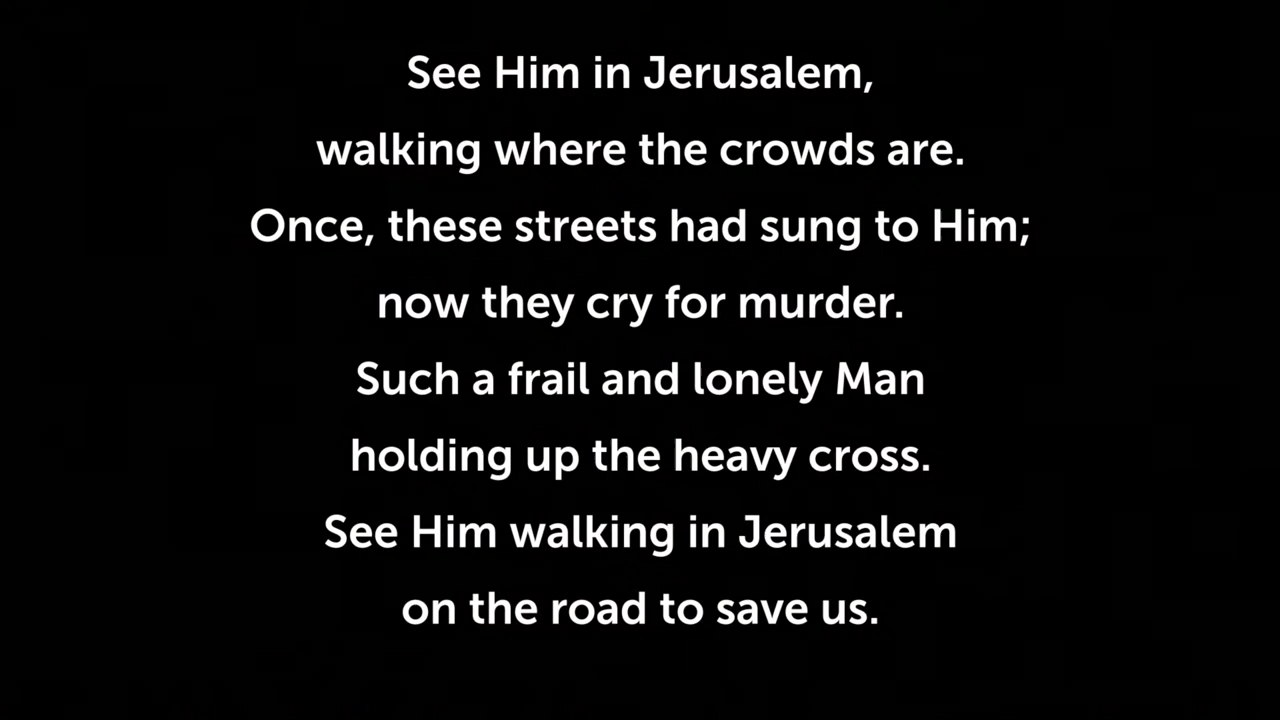 See Him in Jerusalem,
walking where the crowds are.
Once, these streets had sung to Him;
now they cry for murder.
Such a frail and lonely Man
holding up the heavy cross.
See Him walking in Jerusalem
on the road to save us.